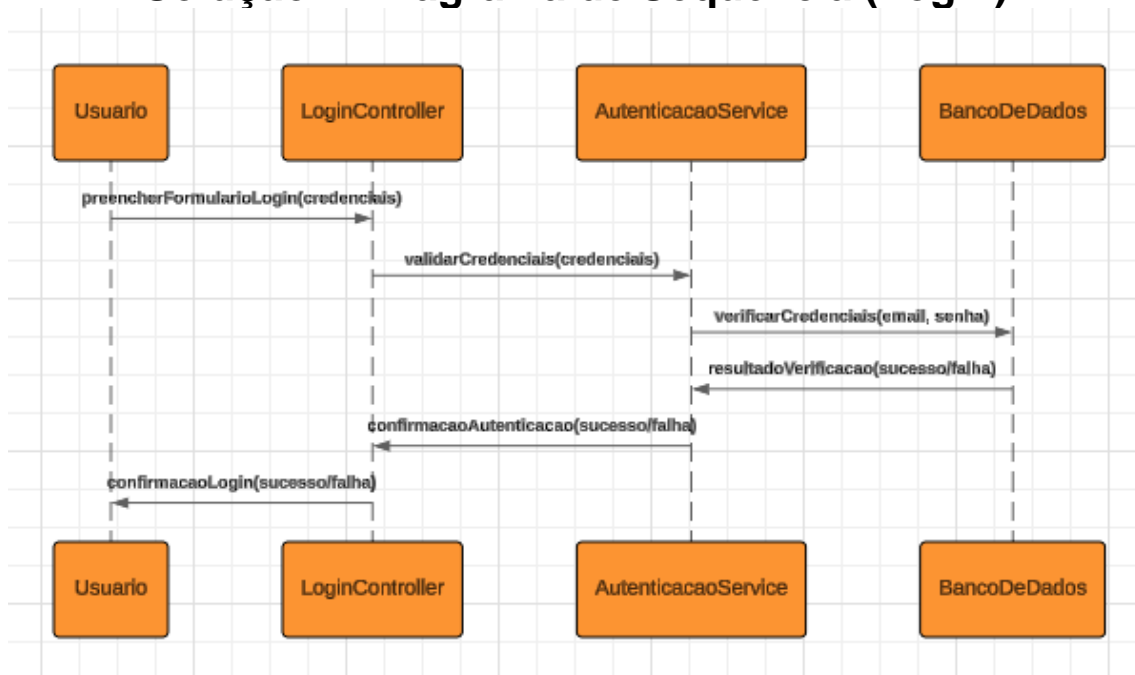 Usuario
LoginController
AutenticacaoService
BancoDeDados
preencherFormularioLogin(credenciais)
validarCredenciais(credenciais)
verificarCredenciais(email, senha)
resultadoVerificacao(sucesso/falha)
confirmacaoAutenticacao(sucesso/falha)
confirmacaoLogin(sucesso/falha)
Usuario
LoginController
AutenticacaoService
BancoDeDados